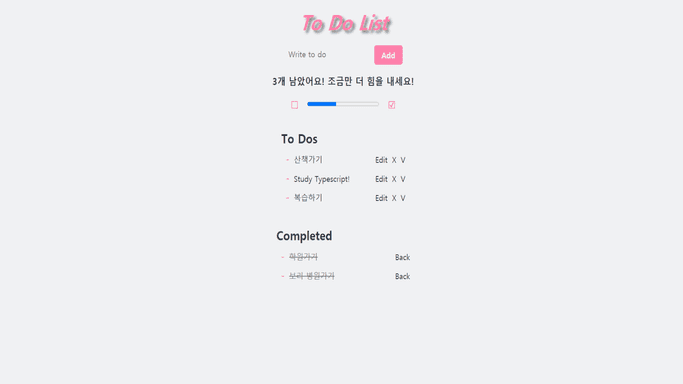 To Do List
Write to do Add
3개 남았어요! 조금만 더 힘을 내세요!
☐ ☑
To Dos
- 산책가기 Edit X V
- Study Typescript! Edit X V
- 복습하기 Edit X V
Completed
- 학원가기 Back
- 보리 병원가기 Back